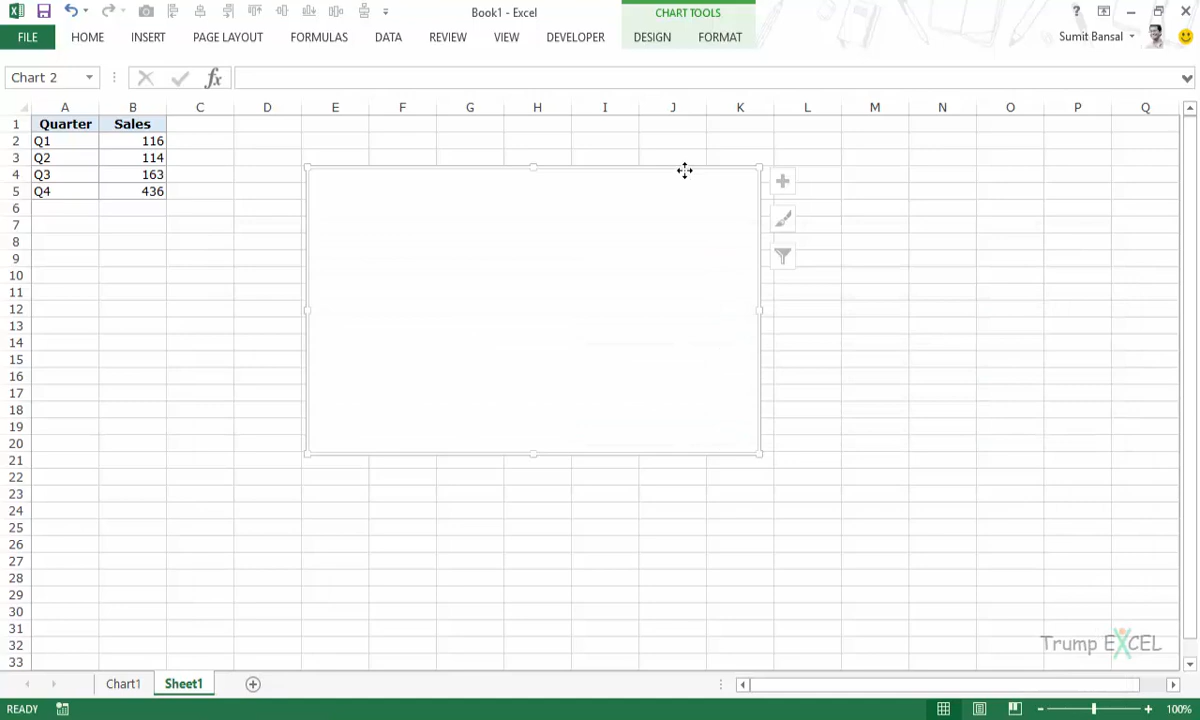 Book1 - Excel
CHART TOOLS
?
FILE
HOME
INSERT
PAGE LAYOUT
FORMULAS
DATA
REVIEW
VIEW
DEVELOPER
DESIGN
FORMAT
Sumit Bansal
Chart 2
fx
A B C D E F G H I J K L M N O P Q
1 Quarter Sales
2 Q1 116
3 Q2 114
4 Q3 163
5 Q4 436
6
7
8
9
10
11
12
13
14
15
16
17
18
19
20
21
22
23
24
25
26
27
28
29
30
31
32
33
Trump EXCEL
Chart1
Sheet1
READY
100%